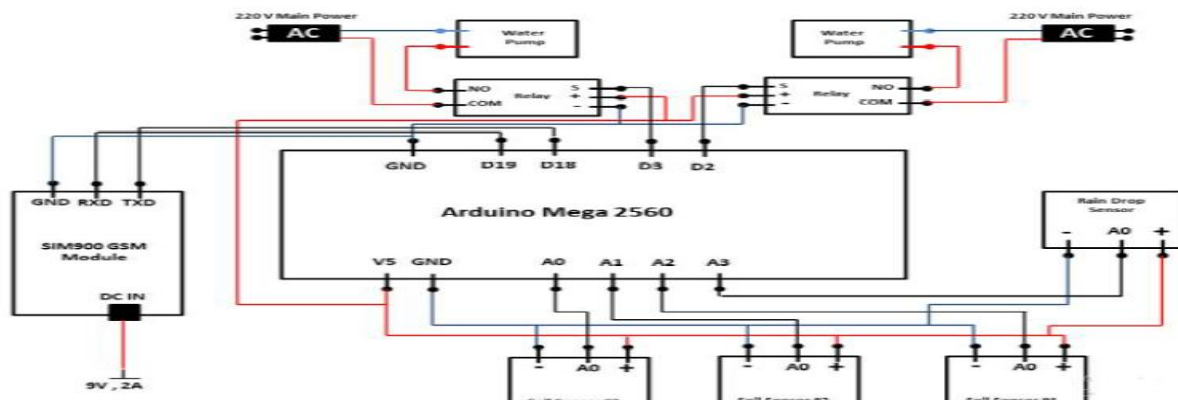 220 V Main Power
AC
Water
Pump
Water
Pump
220 V Main Power
AC
NO
COM
Relay
S
+
-
S
+
-
Relay
NO
COM
GND
D19
D18
D3
D2
GND RXD TXD
SIM900 GSM
Module
DC IN
9V , 2A
Arduino Mega 2560
V5
GND
A0
A1
A2
A3
Rain Drop
Sensor
-
A0
+
-
A0
+
-
A0
+
-
A0
+